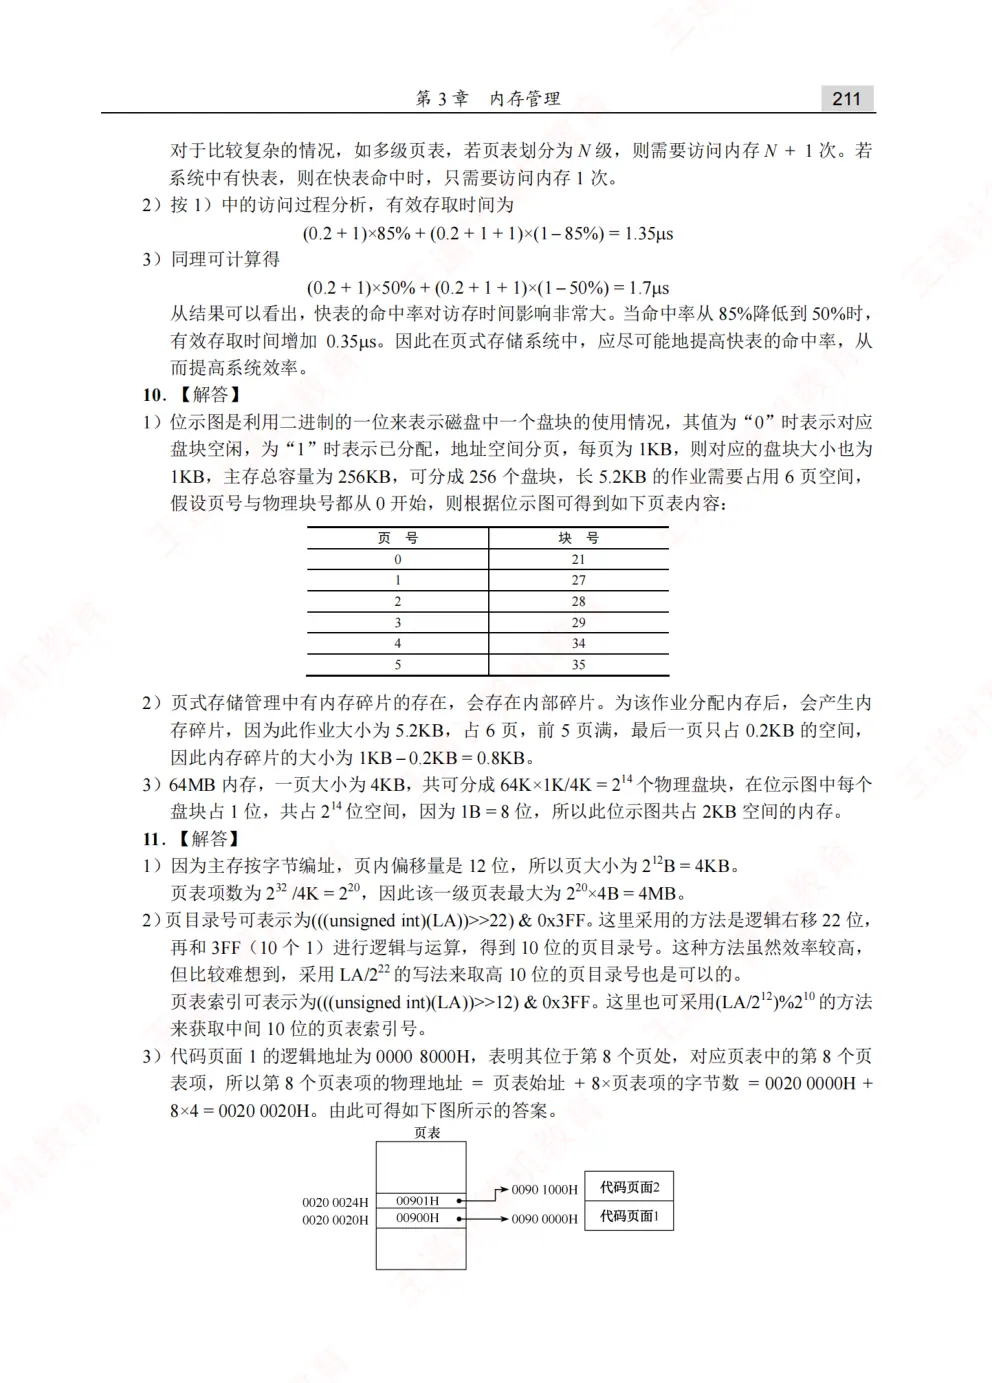 第 3 章 内存管理 211
对于比较复杂的情况，如多级页表，若页表划分为 N 级，则需要访问内存 N + 1 次。若
系统中有快表，则在快表命中时，只需要访问内存 1 次。
2）按 1）中的访问过程分析，有效存取时间为
(0.2 + 1)×85% + (0.2 + 1 + 1)×(1 − 85%) = 1.35μs
3）同理可计算得
(0.2 + 1)×50% + (0.2 + 1 + 1)×(1 − 50%) = 1.7μs
从结果可以看出，快表的命中率对访存时间影响非常大。当命中率从 85%降低到 50%时，
有效存取时间增加 0.35μs。因此在页式存储系统中，应尽可能地提高快表的命中率，从
而提高系统效率。
10．【解答】
1）位示图是利用二进制的一位来表示磁盘中一个盘块的使用情况，其值为“0”时表示对应
盘块空闲，为“1”时表示已分配，地址空间分页，每页为 1KB，则对应的盘块大小也为
1KB，主存总容量为 256KB，可分成 256 个盘块，长 5.2KB 的作业需要占用 6 页空间，
假设页号与物理块号都从 0 开始，则根据位示图可得到如下页表内容：
页 号 块 号
0 21
1 27
2 28
3 29
4 34
5 35
2）页式存储管理中有内存碎片的存在，会存在内部碎片。为该作业分配内存后，会产生内
存碎片，因为此作业大小为 5.2KB，占 6 页，前 5 页满，最后一页只占 0.2KB 的空间，
因此内存碎片的大小为 1KB − 0.2KB = 0.8KB。
3）64MB 内存，一页大小为 4KB，共可分成 64K×1K/4K = 2¹⁴ 个物理盘块，在位示图中每个
盘块占 1 位，共占 2¹⁴ 位空间，因为 1B = 8 位，所以此位示图共占 2KB 空间的内存。
11．【解答】
1）因为主存按字节编址，页内偏移量是 12 位，所以页大小为 2¹²B = 4KB。
页表项数为 2³² /4K = 2²⁰，因此该一级页表最大为 2²⁰×4B = 4MB。
2）页目录号可表示为(((unsigned int)(LA))>>22) & 0x3FF。这里采用的方法是逻辑右移 22 位，
再和 3FF（10 个 1）进行逻辑与运算，得到 10 位的页目录号。这种方法虽然效率较高，
但比较难想到，采用 LA/2²² 的写法来取高 10 位的页目录号也是可以的。
页表索引可表示为(((unsigned int)(LA))>>12) & 0x3FF。这里也可采用(LA/2¹²)%2¹⁰ 的方法
来获取中间 10 位的页表索引号。
3）代码页面 1 的逻辑地址为 0000 8000H，表明其位于第 8 个页处，对应页表中的第 8 个页
表项，所以第 8 个页表项的物理地址 = 页表始址 + 8×页表项的字节数 = 0020 0000H +
8×4 = 0020 0020H。由此可得如下图所示的答案。
页表
0020 0024H 00901H 0090 1000H 代码页面2
0020 0020H 00900H 0090 0000H 代码页面1